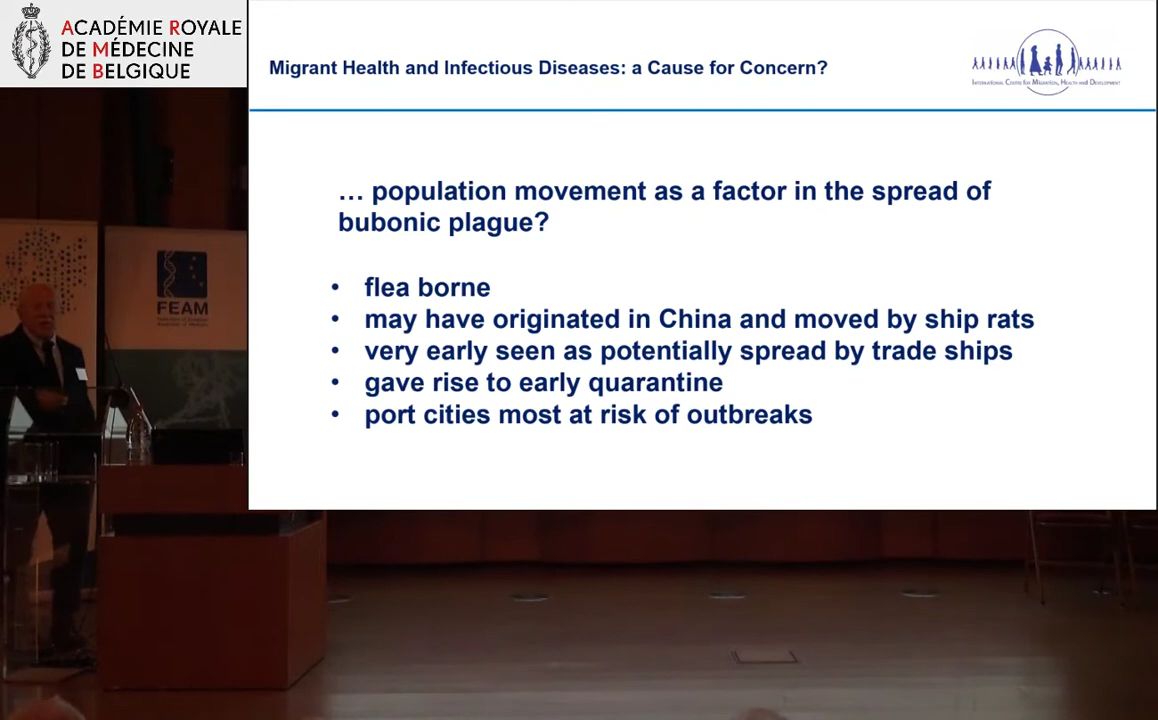 ACADÉMIE ROYALE
DE MÉDECINE
DE BELGIQUE
Migrant Health and Infectious Diseases: a Cause for Concern?
International Centre for Migration, Health and Development
… population movement as a factor in the spread of
bubonic plague?
• flea borne
• may have originated in China and moved by ship rats
• very early seen as potentially spread by trade ships
• gave rise to early quarantine
• port cities most at risk of outbreaks
FEAM